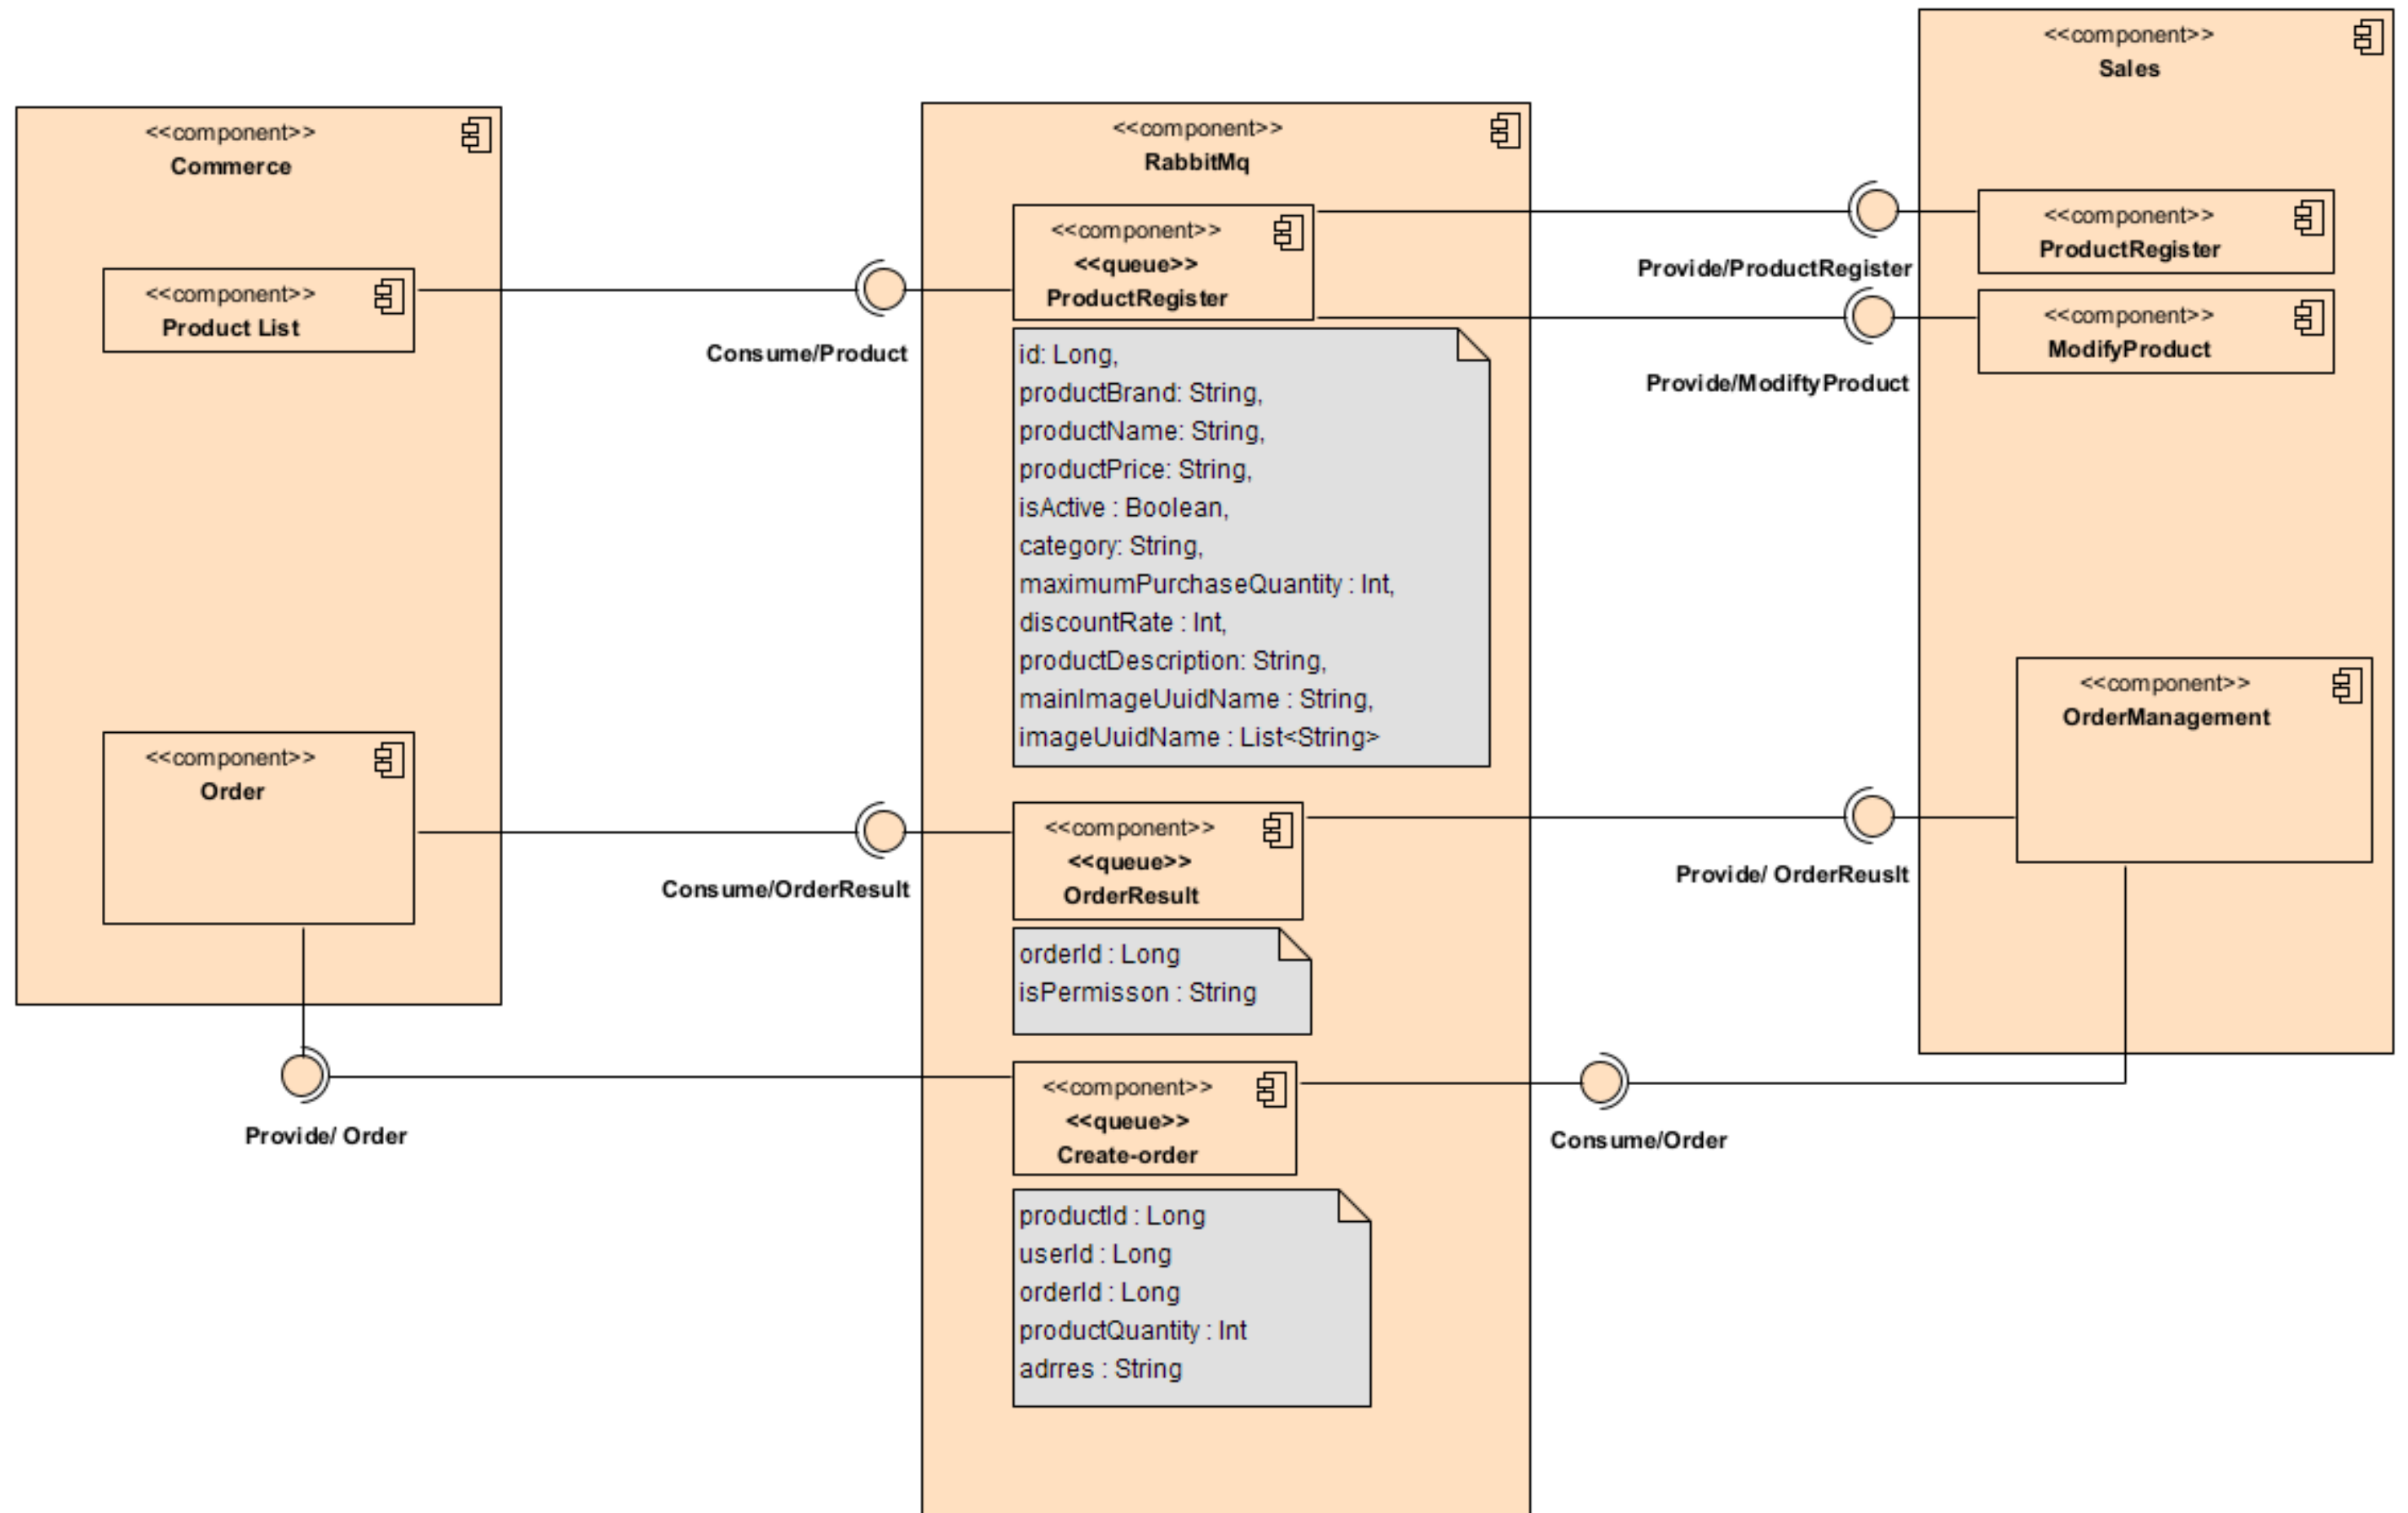 <<component>>
Commerce
<<component>>
Product List
<<component>>
Order
Consume/Product
Consume/OrderResult
Provide/ Order
<<component>>
RabbitMq
<<component>>
<<queue>>
ProductRegister
id: Long,
productBrand: String,
productName: String,
productPrice: String,
isActive : Boolean,
category: String,
maximumPurchaseQuantity : Int,
discountRate : Int,
productDescription: String,
mainImageUuidName : String,
imageUuidName : List<String>
<<component>>
<<queue>>
OrderResult
orderId : Long
isPermisson : String
<<component>>
<<queue>>
Create-order
productId : Long
userId : Long
orderId : Long
productQuantity : Int
adrres : String
Provide/ProductRegister
Provide/ModiftyProduct
Provide/ OrderReuslt
Consume/Order
<<component>>
Sales
<<component>>
ProductRegister
<<component>>
ModifyProduct
<<component>>
OrderManagement